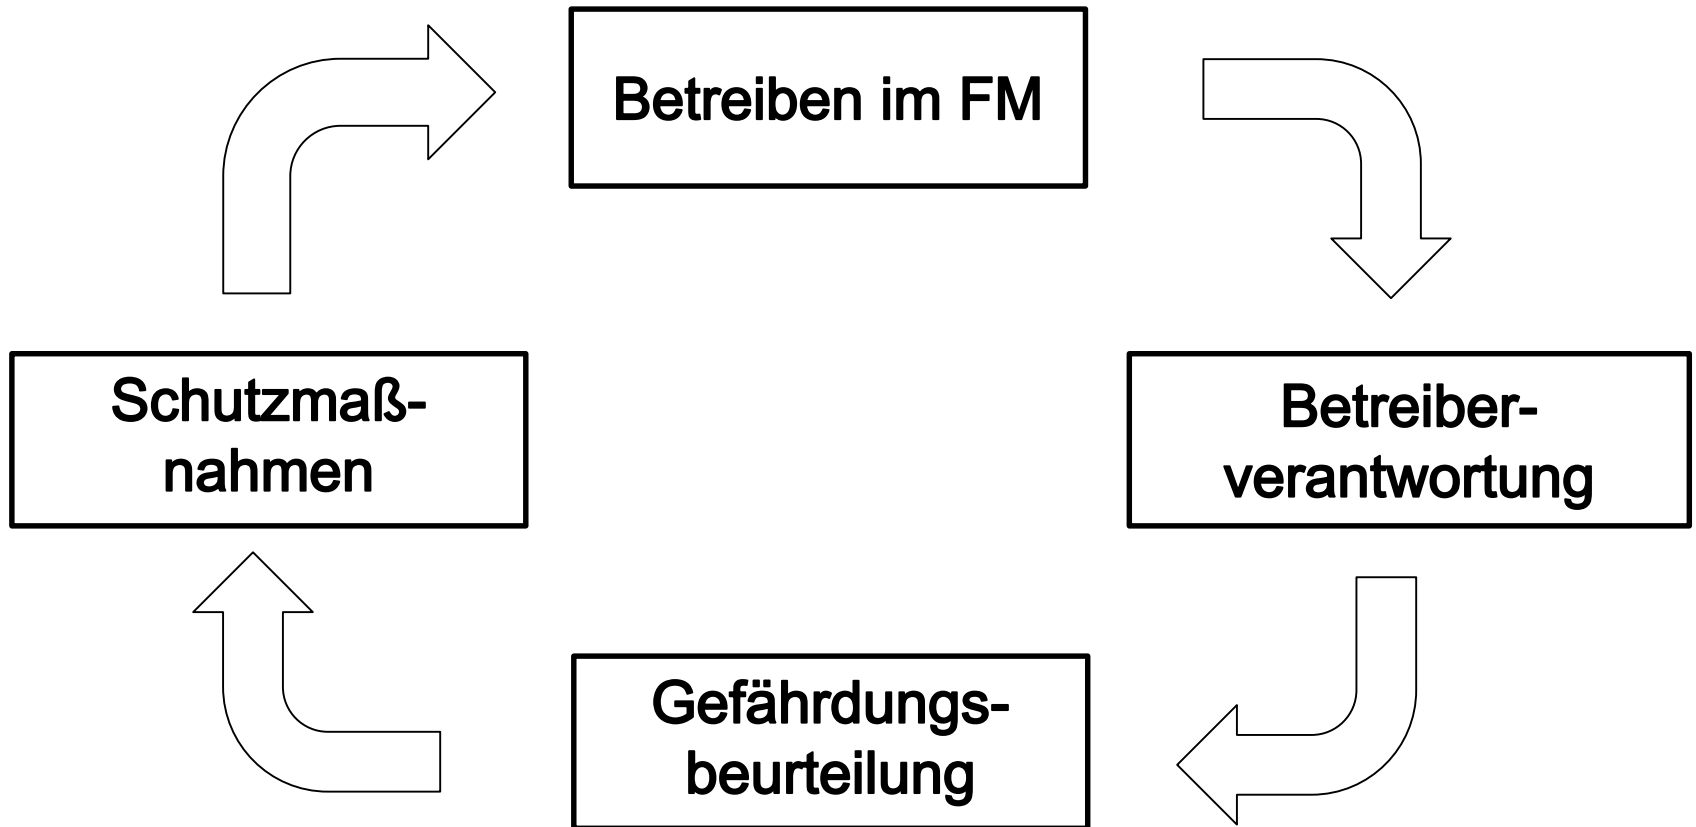 Betreiben im FM
Schutzmaß-
nahmen
Betreiber-
verantwortung
Gefährdungs-
beurteilung